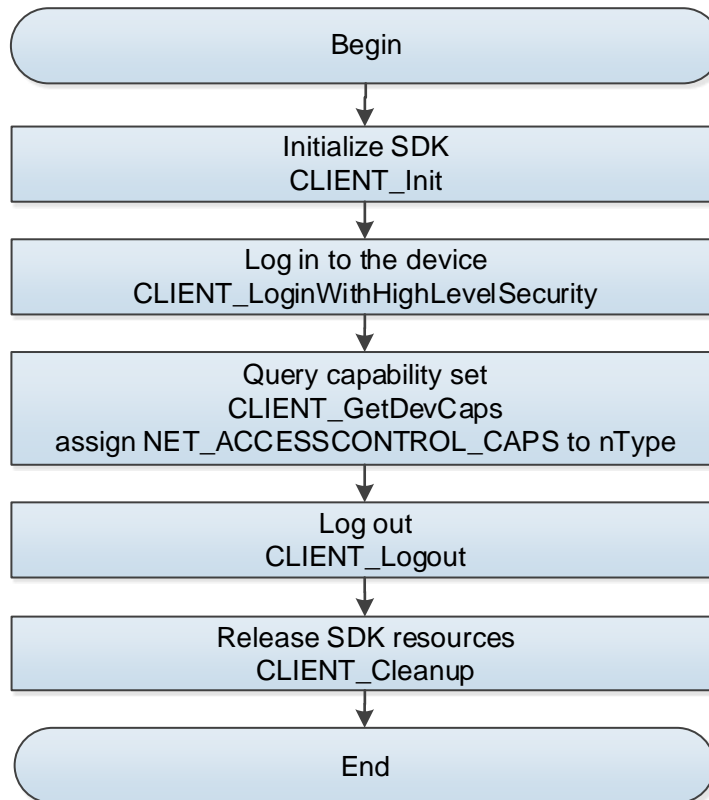 Begin
Initialize SDK
CLIENT_Init
Log in to the device
CLIENT_LoginWithHighLevelSecurity
Query capability set
CLIENT_GetDevCaps
assign NET_ACCESSCONTROL_CAPS to nType
Log out
CLIENT_Logout
Release SDK resources
CLIENT_Cleanup
End